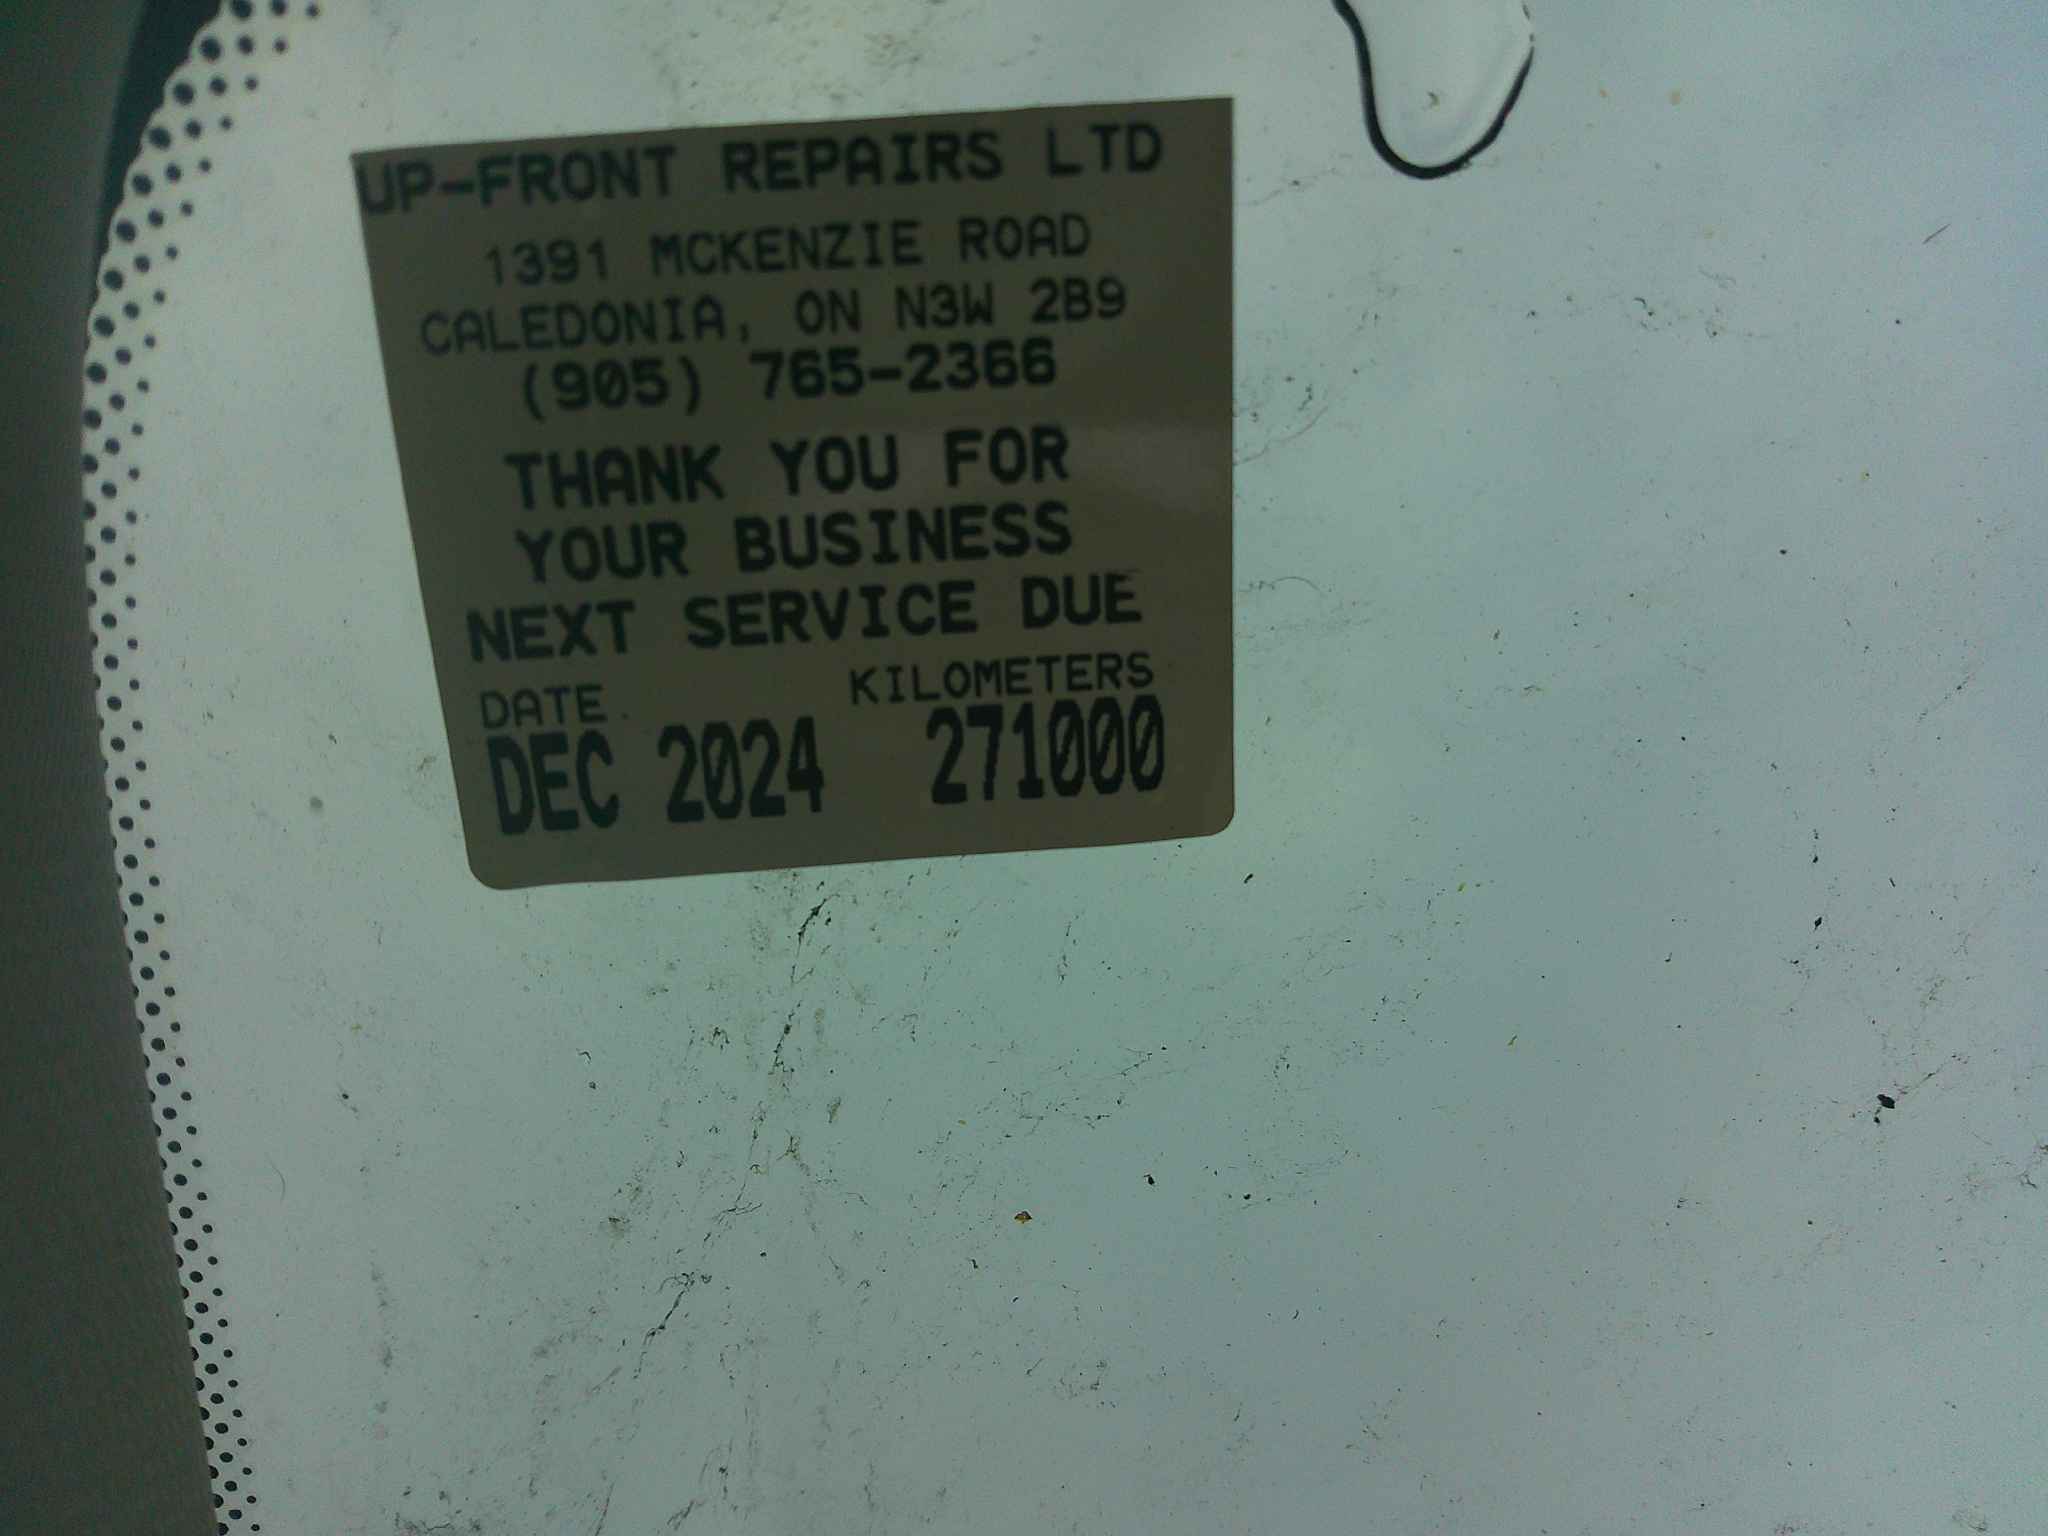 UP-FRONT REPAIRS LTD
1391 MCKENZIE ROAD
CALEDONIA, ON N3W 2B9
(905) 765-2366
THANK YOU FOR
YOUR BUSINESS
NEXT SERVICE DUE
DATE KILOMETERS
DEC 2024 271000